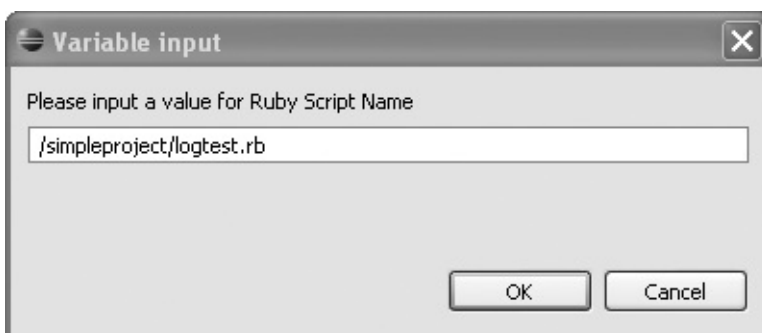 Variable input
Please input a value for Ruby Script Name
/simpleproject/logtest.rb
OK Cancel